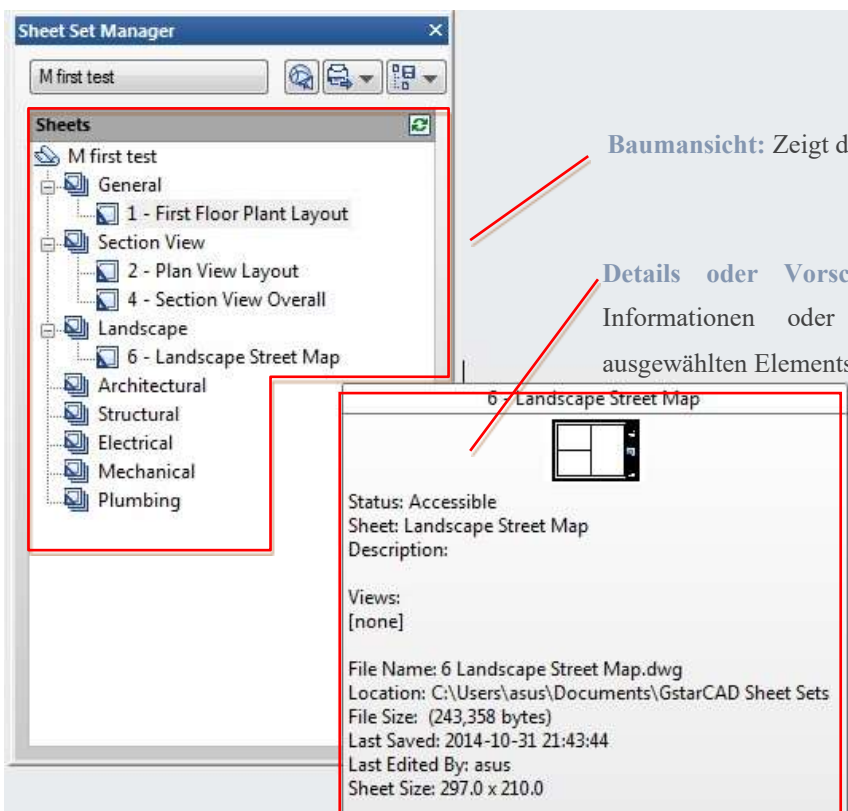 Sheet Set Manager
M first test
Sheets
M first test
General
1 - First Floor Plant Layout
Section View
2 - Plan View Layout
4 - Section View Overall
Landscape
6 - Landscape Street Map
Architectural
Structural
Electrical
Mechanical
Plumbing
Baumansicht: Zeigt d
Details oder Vorsc
Informationen oder
ausgewählten Elements
6 - Landscape Street Map
Status: Accessible
Sheet: Landscape Street Map
Description:
Views:
[none]
File Name: 6 Landscape Street Map.dwg
Location: C:\Users\asus\Documents\GstarCAD Sheet Sets
File Size: (243,358 bytes)
Last Saved: 2014-10-31 21:43:44
Last Edited By: asus
Sheet Size: 297.0 x 210.0